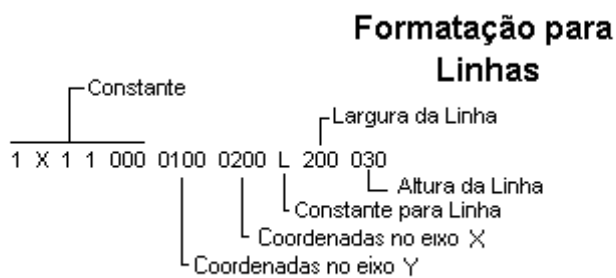 Formatação para
Linhas
Constante
Largura da Linha
1 X 1 1 000 0100 0200 L 200 030
Altura da Linha
Constante para Linha
Coordenadas no eixo X
Coordenadas no eixo Y